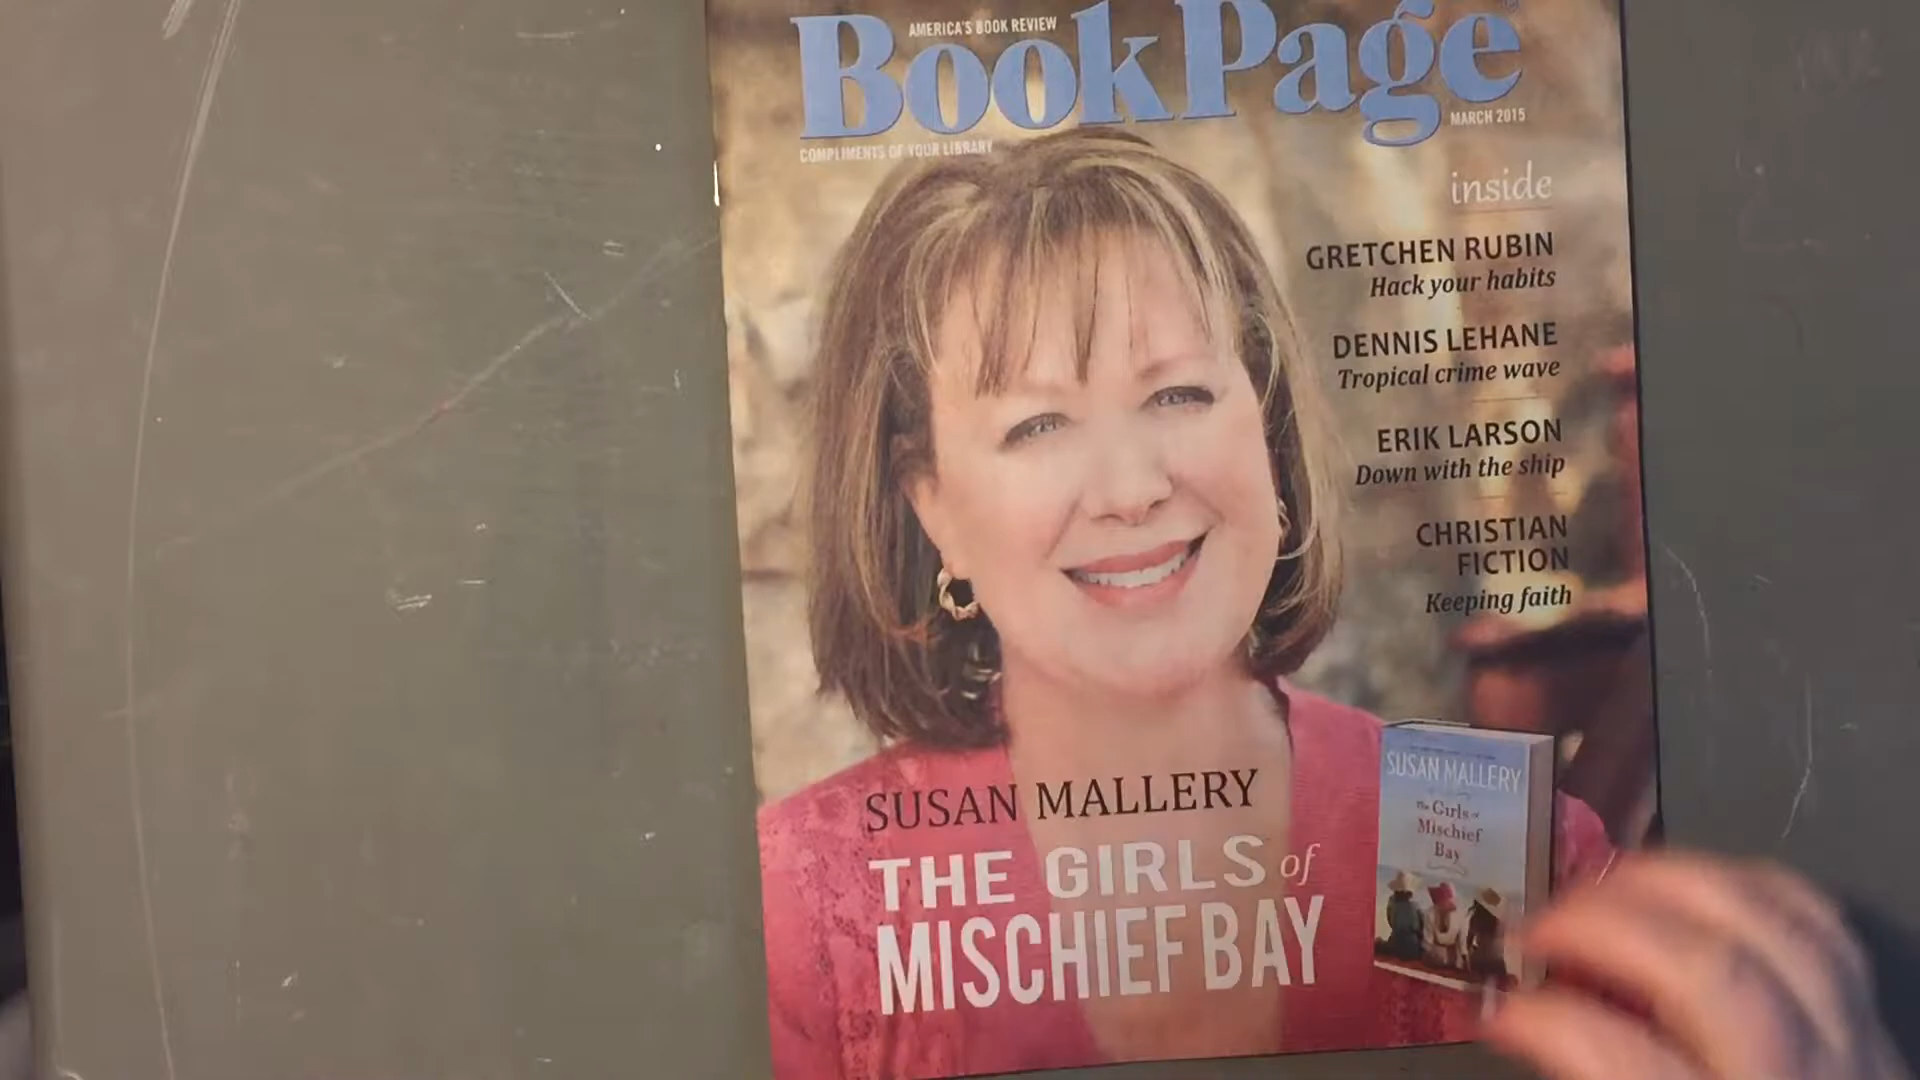 AMERICA'S BOOK REVIEW
BookPage
MARCH 2015
COMPLIMENTS OF YOUR LIBRARY
inside
GRETCHEN RUBIN
Hack your habits
DENNIS LEHANE
Tropical crime wave
ERIK LARSON
Down with the ship
CHRISTIAN
FICTION
Keeping faith
SUSAN MALLERY
THE GIRLS of
MISCHIEF BAY
SUSAN MALLERY
The Girls of
Mischief
Bay